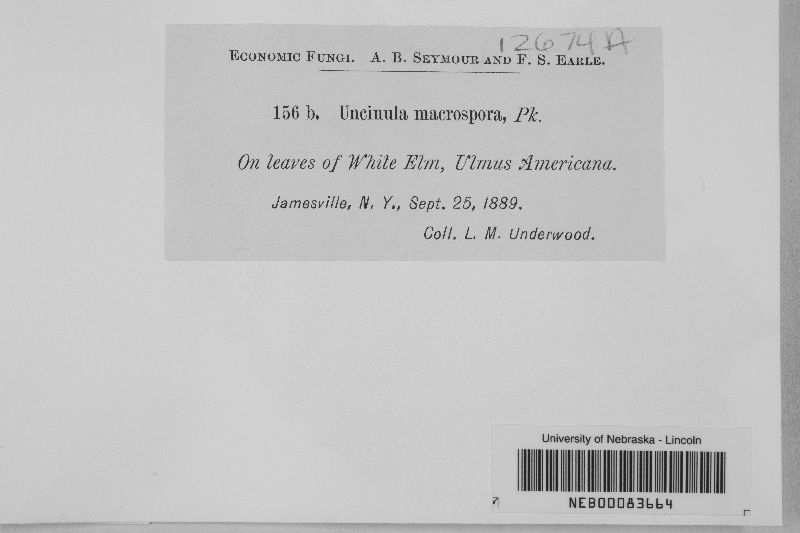 12674A
Economic Fungi. A. B. Seymour and F. S. Earle.
156 b. Uncinula macrospora, Pk.
On leaves of White Elm, Ulmus Americana.
Jamesville, N. Y., Sept. 25, 1889.
Coll. L. M. Underwood.
University of Nebraska - Lincoln
NEB00083664